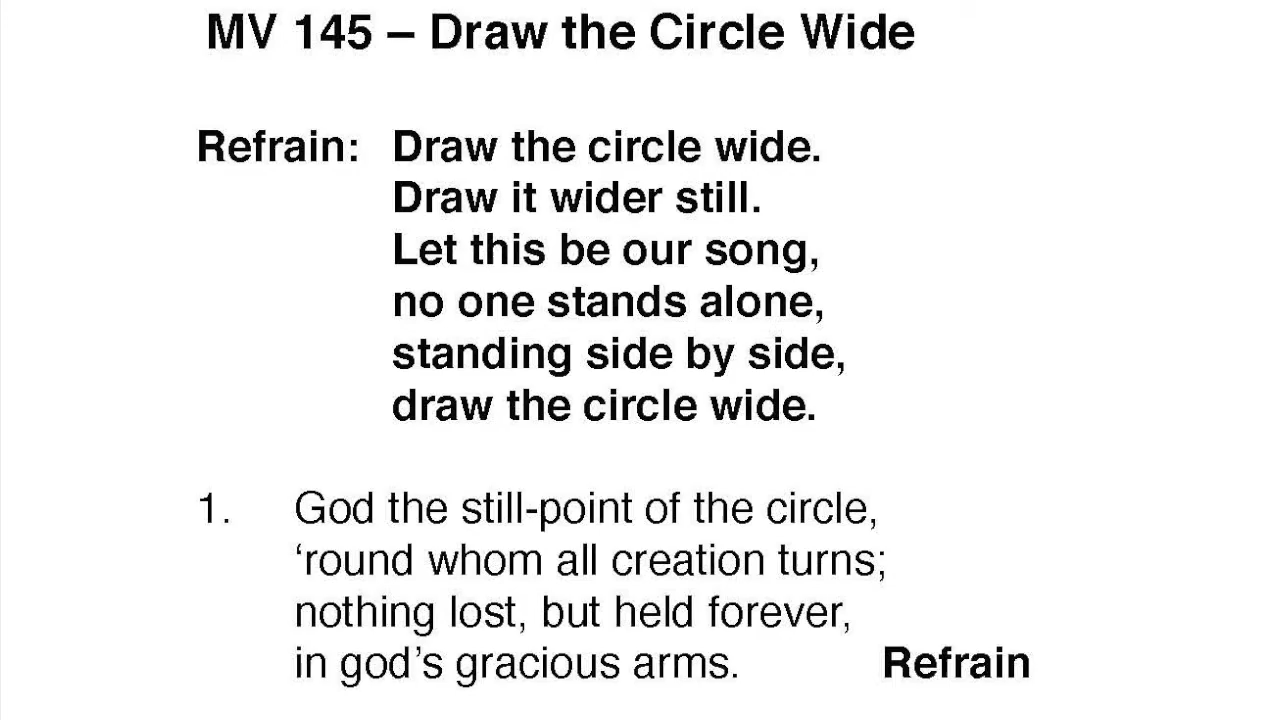 MV 145 – Draw the Circle Wide
Refrain: Draw the circle wide.
Draw it wider still.
Let this be our song,
no one stands alone,
standing side by side,
draw the circle wide.
1. God the still-point of the circle,
‘round whom all creation turns;
nothing lost, but held forever,
in god’s gracious arms. Refrain